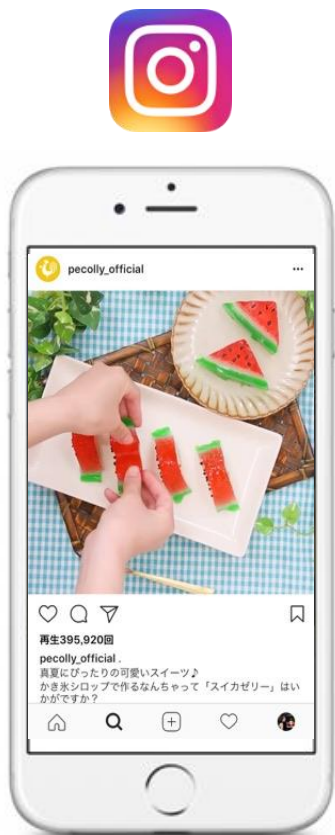 pecolly_official
再生395,920回
pecolly_official .
真夏にぴったりの可愛いスイーツ♪
かき氷シロップで作るなんちゃって「スイカゼリー」はい
かがですか？